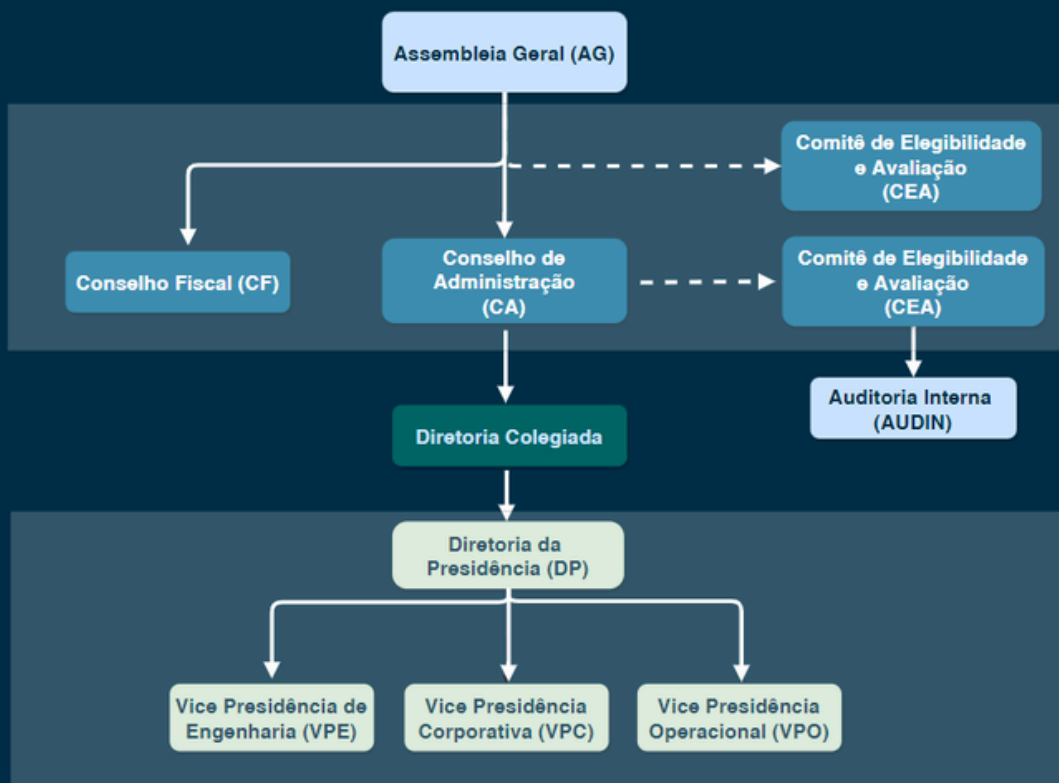 Assembleia Geral (AG)
Comitê de Elegibilidade
e Avaliação
(CEA)
Conselho Fiscal (CF)
Conselho de
Administração
(CA)
Comitê de Elegibilidade
e Avaliação
(CEA)
Auditoria Interna
(AUDIN)
Diretoria Colegiada
Diretoria da
Presidência (DP)
Vice Presidência de
Engenharia (VPE)
Vice Presidência
Corporativa (VPC)
Vice Presidência
Operacional (VPO)